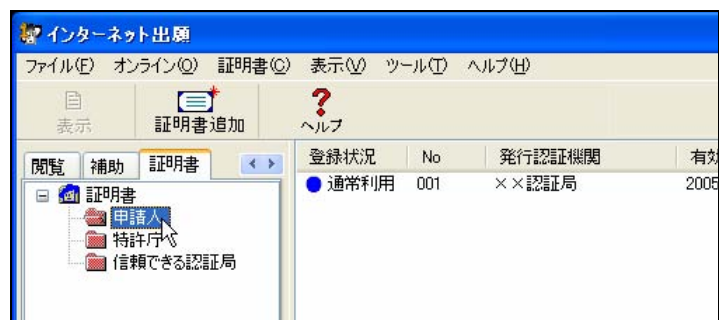 インターネット出願
ファイル(F) オンライン(O) 証明書(C) 表示(V) ツール(T) ヘルプ(H)
表示 証明書追加 ヘルプ
閲覧 補助 証明書
登録状況 No 発行認証機関 有効
証明書
通常利用 001 ××認証局 2005
申請人
特許庁
信頼できる認証局